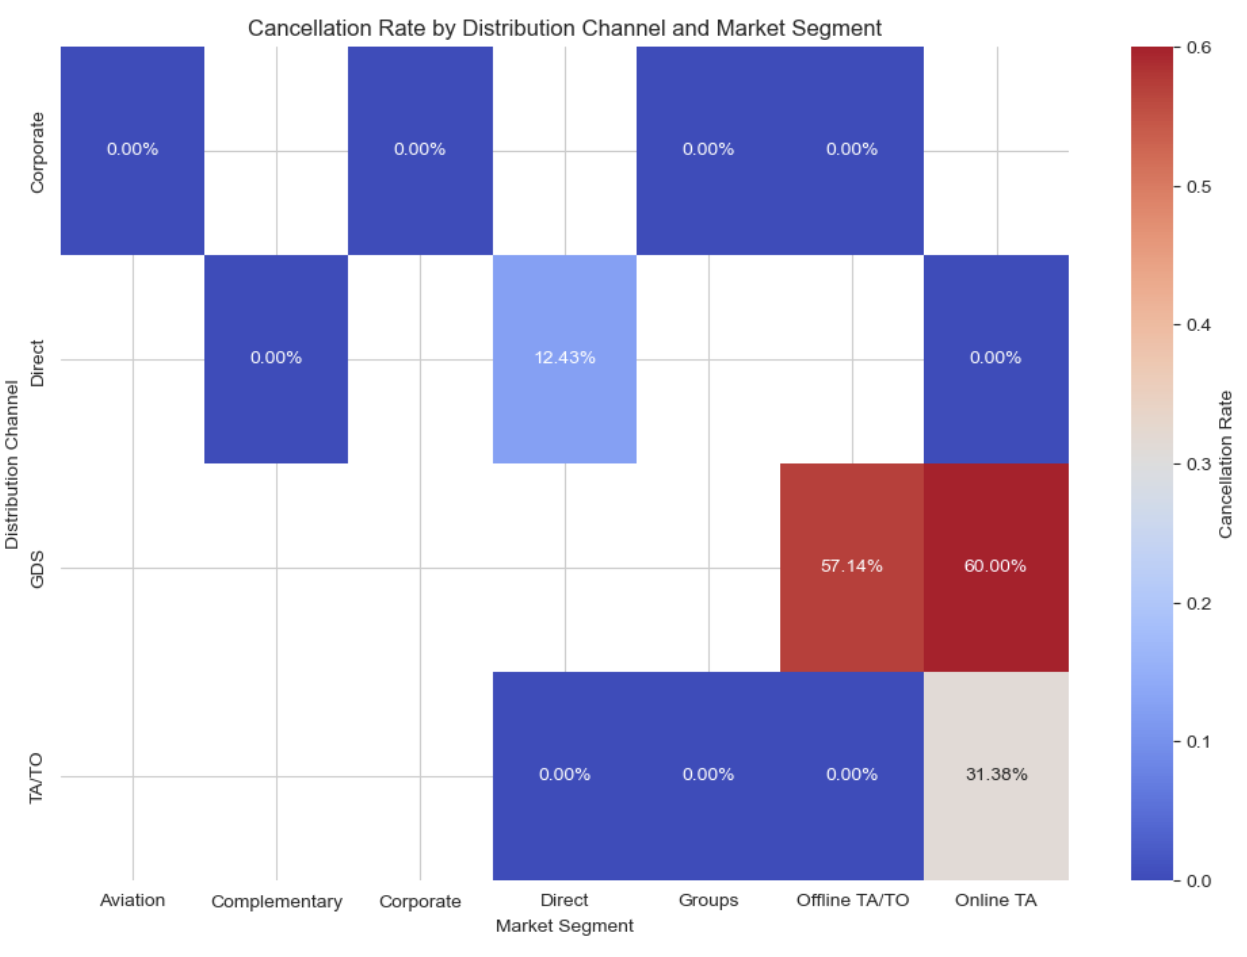 Cancellation Rate by Distribution Channel and Market Segment
Corporate
0.00%
0.00%
0.00%
0.00%
Direct
0.00%
12.43%
0.00%
GDS
57.14%
60.00%
TA/TO
0.00%
0.00%
0.00%
31.38%
Distribution Channel
Aviation
Complementary
Corporate
Direct
Groups
Offline TA/TO
Online TA
Market Segment
0.6
0.5
0.4
0.3
0.2
0.1
0.0
Cancellation Rate